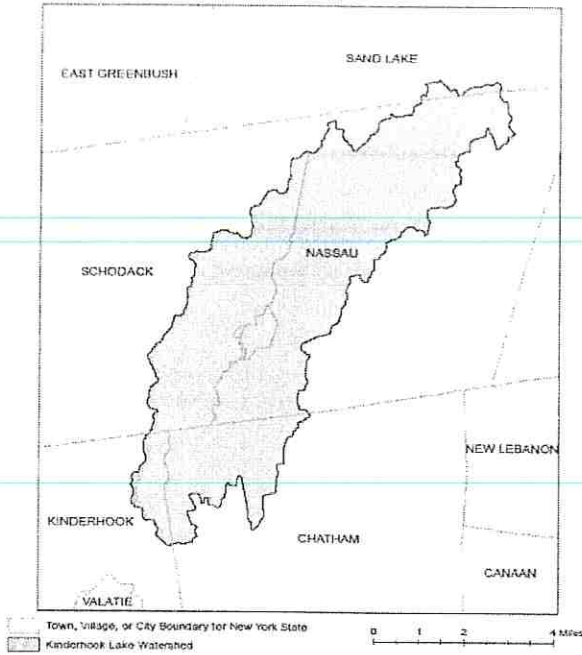 SAND LAKE
EAST GREENBUSH
NASSAU
SCHODACK
NEW LEBANON
KINDERHOOK
CHATHAM
CANAAN
VALATIE
Town, Village, or City Boundary for New York State
Kinderhook Lake Watershed
0 1 2 4 Miles